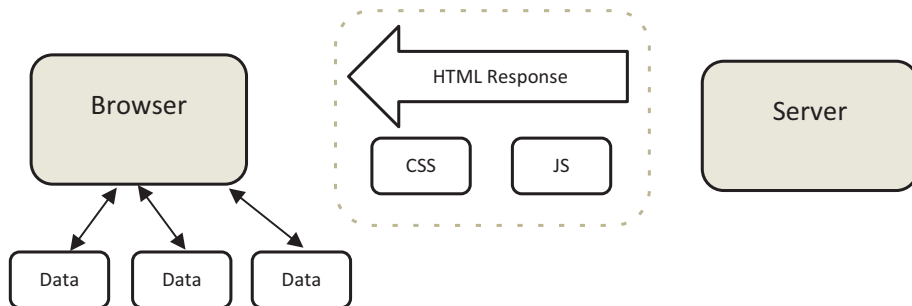 HTML Response
Browser
Server
CSS
JS
Data
Data
Data